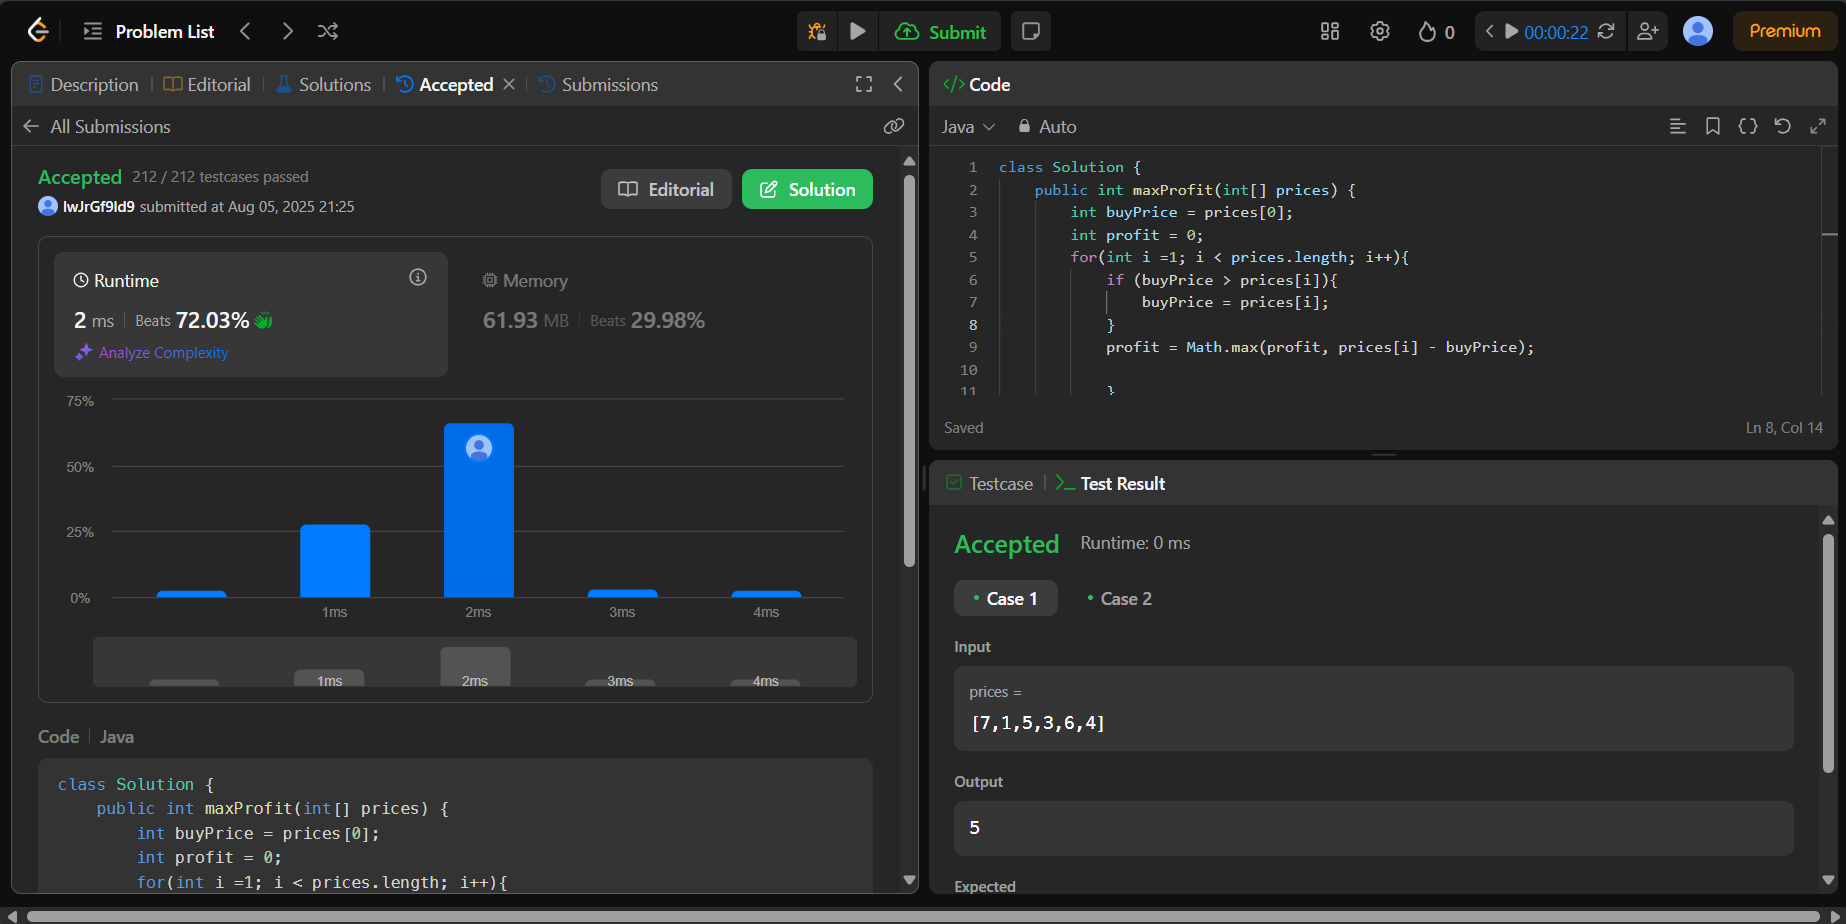 Problem List
Submit
0
00:00:22
Premium
Description
Editorial
Solutions
Accepted
Submissions
All Submissions
Accepted 212 / 212 testcases passed
Editorial
Solution
lwJrGf9Id9 submitted at Aug 05, 2025 21:25
Runtime
2 ms
Beats 72.03%
Analyze Complexity
Memory
61.93 MB
Beats 29.98%
75%
50%
25%
0%
1ms
2ms
3ms
4ms
1ms
2ms
3ms
4ms
Code
Java
class Solution {
    public int maxProfit(int[] prices) {
        int buyPrice = prices[0];
        int profit = 0;
        for(int i =1; i < prices.length; i++){
</> Code
Java
Auto
1 class Solution {
2     public int maxProfit(int[] prices) {
3         int buyPrice = prices[0];
4         int profit = 0;
5         for(int i =1; i < prices.length; i++){
6             if (buyPrice > prices[i]){
7                 buyPrice = prices[i];
8             }
9             profit = Math.max(profit, prices[i] - buyPrice);
10
11             }
Saved
Ln 8, Col 14
Testcase
Test Result
Accepted
Runtime: 0 ms
Case 1
Case 2
Input
prices =
[7,1,5,3,6,4]
Output
5
Expected